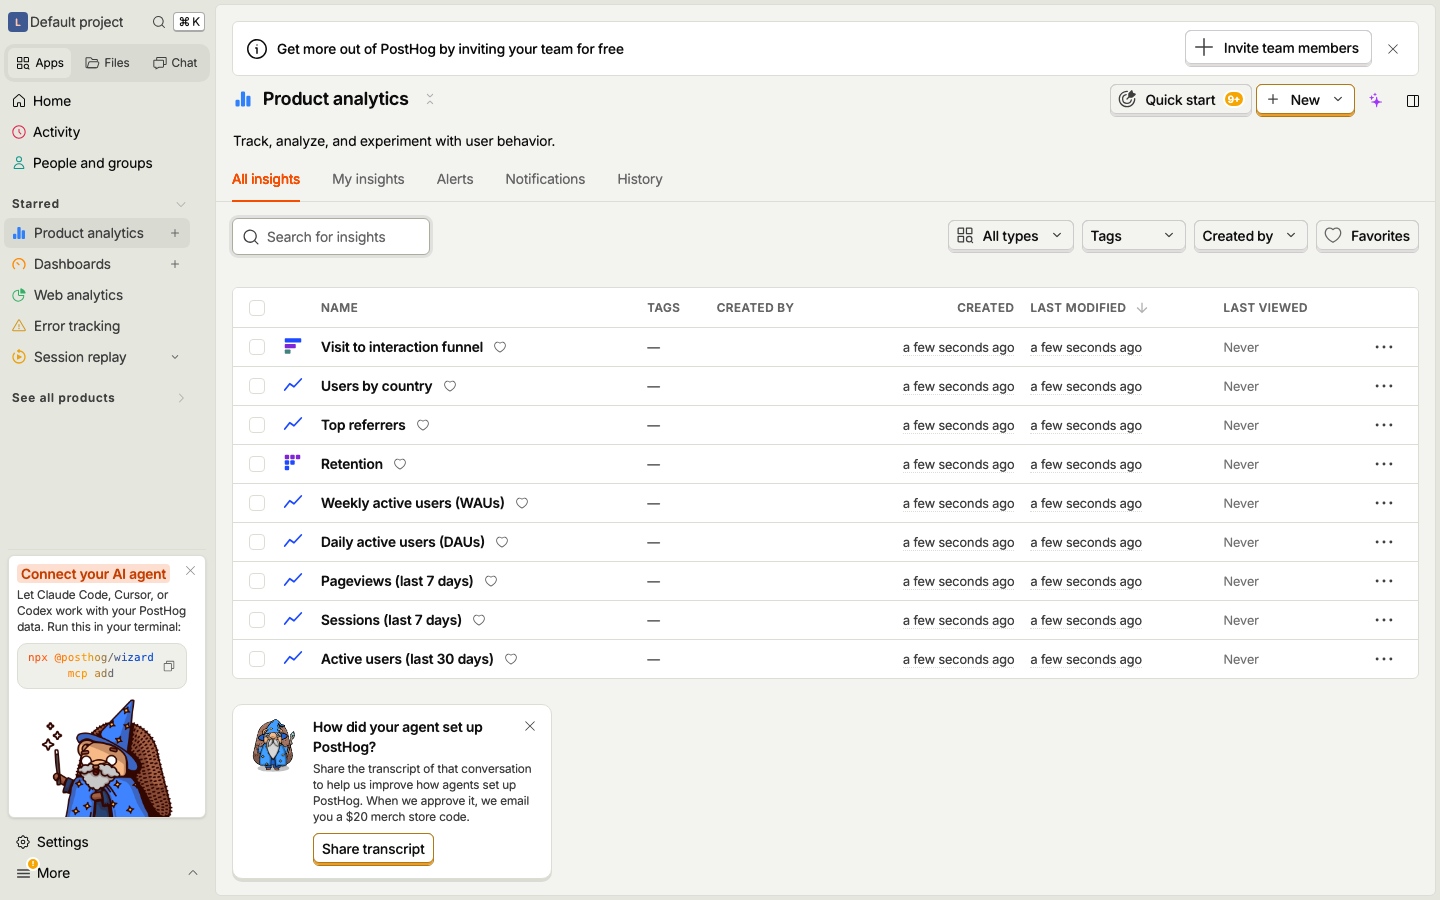 L Default project ⌘ K
Apps Files Chat
Home
Activity
People and groups
Starred
Product analytics
Dashboards
Web analytics
Error tracking
Session replay
See all products
Connect your AI agent
Let Claude Code, Cursor, or
Codex work with your PostHog
data. Run this in your terminal:
npx @posthog/wizard
mcp add
Settings
More
Get more out of PostHog by inviting your team for free
Invite team members
Product analytics
Quick start 9+
New
Track, analyze, and experiment with user behavior.
All insights My insights Alerts Notifications History
Search for insights
All types Tags Created by Favorites
NAME TAGS CREATED BY CREATED LAST MODIFIED LAST VIEWED
Visit to interaction funnel — a few seconds ago a few seconds ago Never
Users by country — a few seconds ago a few seconds ago Never
Top referrers — a few seconds ago a few seconds ago Never
Retention — a few seconds ago a few seconds ago Never
Weekly active users (WAUs) — a few seconds ago a few seconds ago Never
Daily active users (DAUs) — a few seconds ago a few seconds ago Never
Pageviews (last 7 days) — a few seconds ago a few seconds ago Never
Sessions (last 7 days) — a few seconds ago a few seconds ago Never
Active users (last 30 days) — a few seconds ago a few seconds ago Never
How did your agent set up
PostHog?
Share the transcript of that conversation
to help us improve how agents set up
PostHog. When we approve it, we email
you a $20 merch store code.
Share transcript